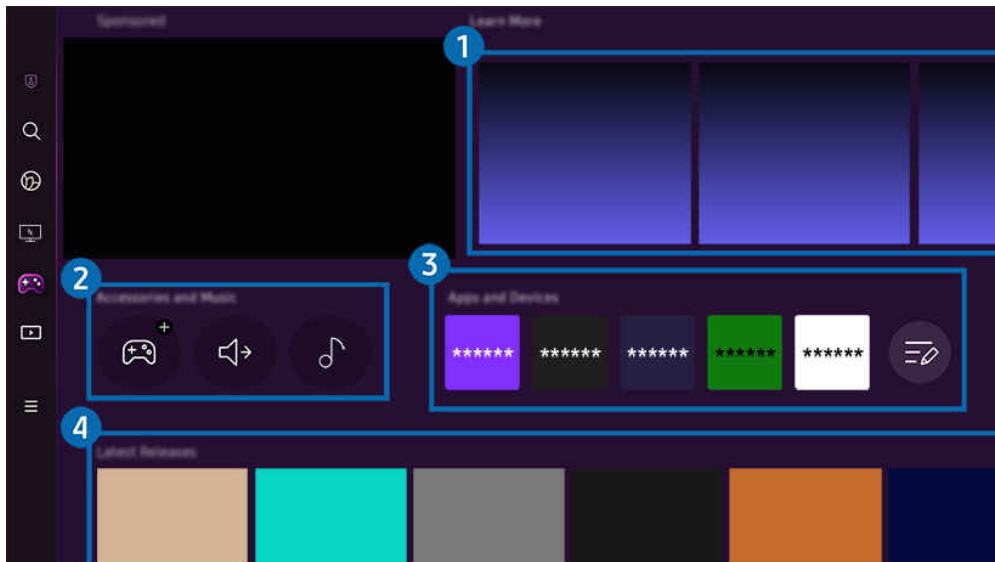 Sponsored
Learn More
1
2
3
Accessories and Music
Apps and Devices
******
******
******
******
******
4
Latest Releases